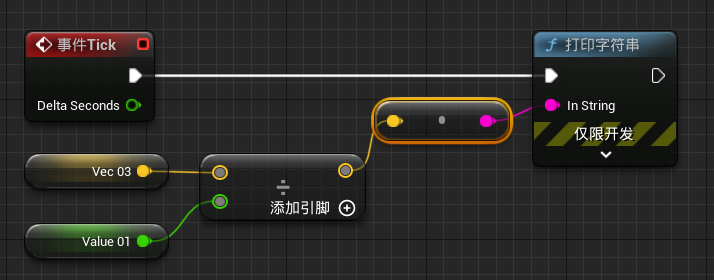 事件Tick
Delta Seconds
Vec 03
Value 01
÷
添加引脚
f 打印字符串
In String
仅限开发